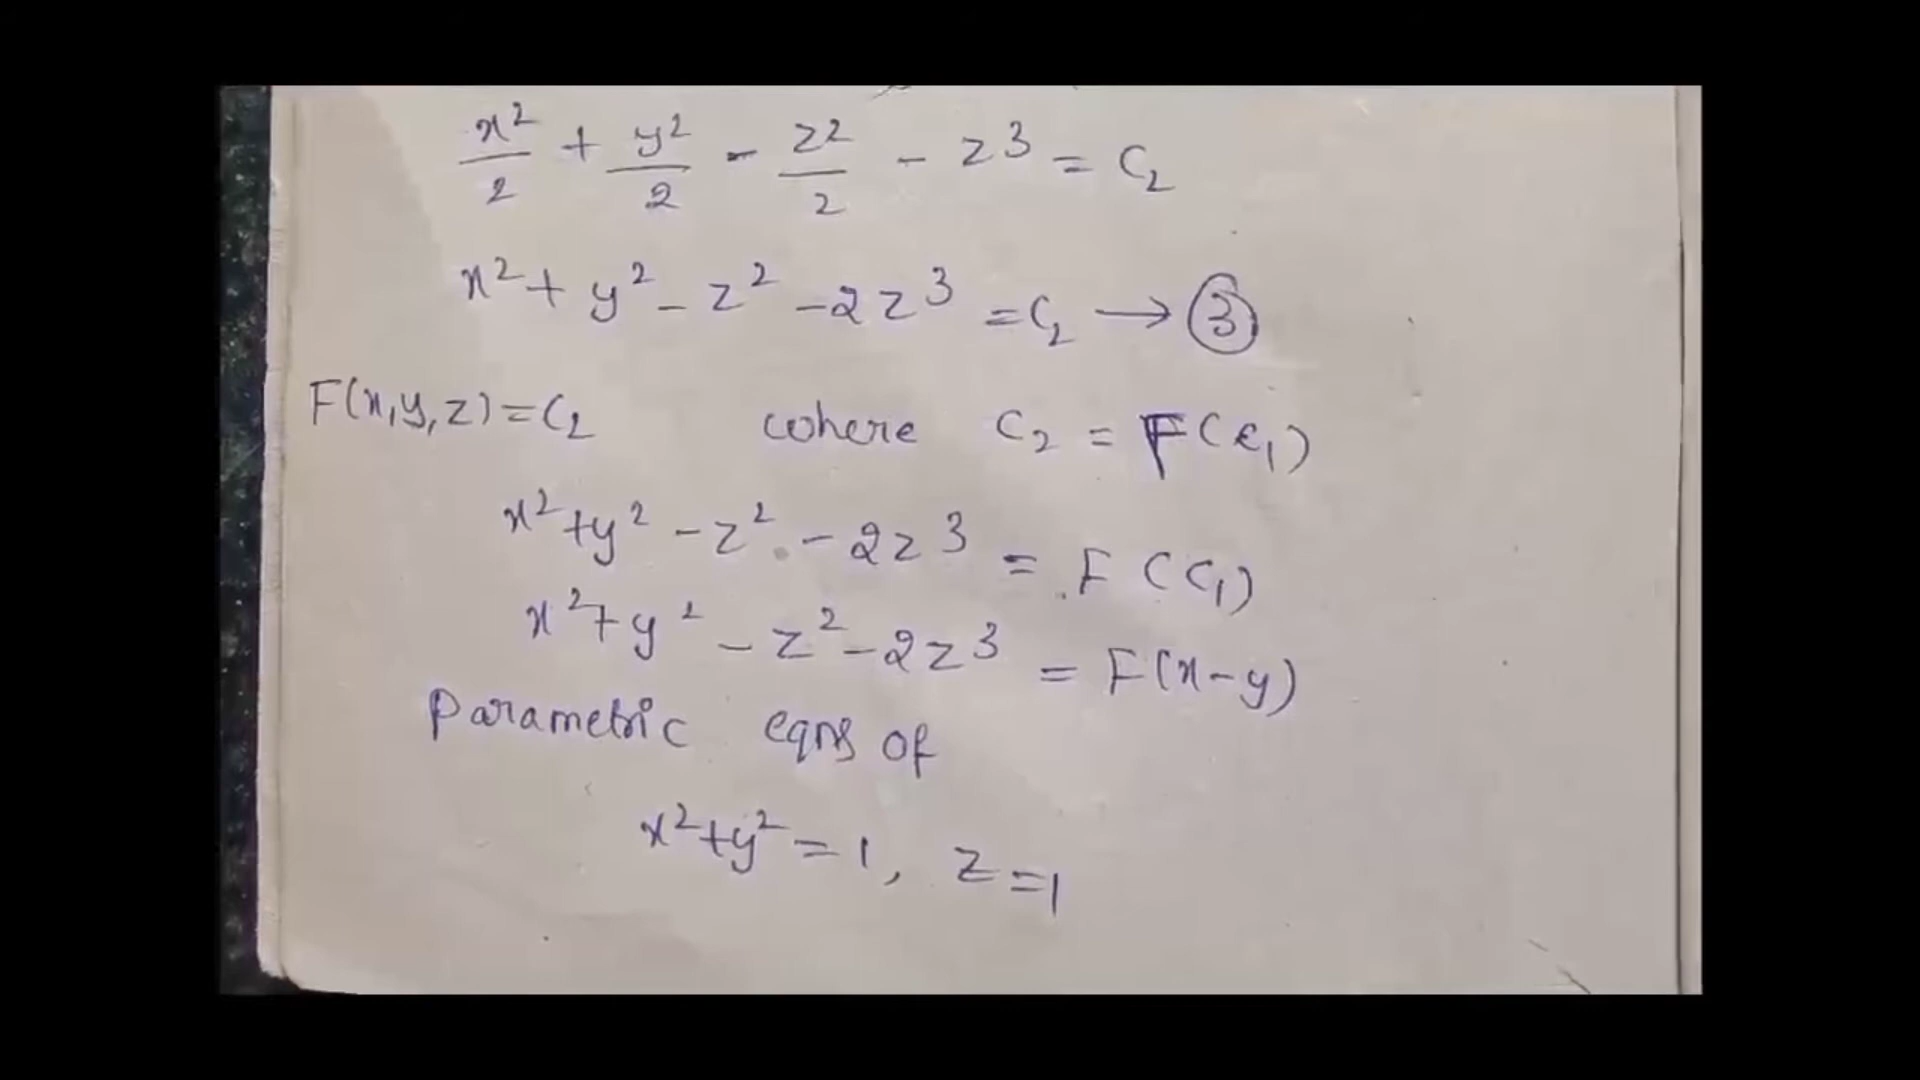 x²/2 + y²/2 - z²/2 - z³ = C₂
x² + y² - z² - 2z³ = C₂ → ③
F(x,y,z) = C₂ where C₂ = F(C₁)
x² + y² - z² - 2z³ = F(C₁)
x² + y² - z² - 2z³ = F(x-y)
Parametric eqns of
x² + y² = 1, z = 1